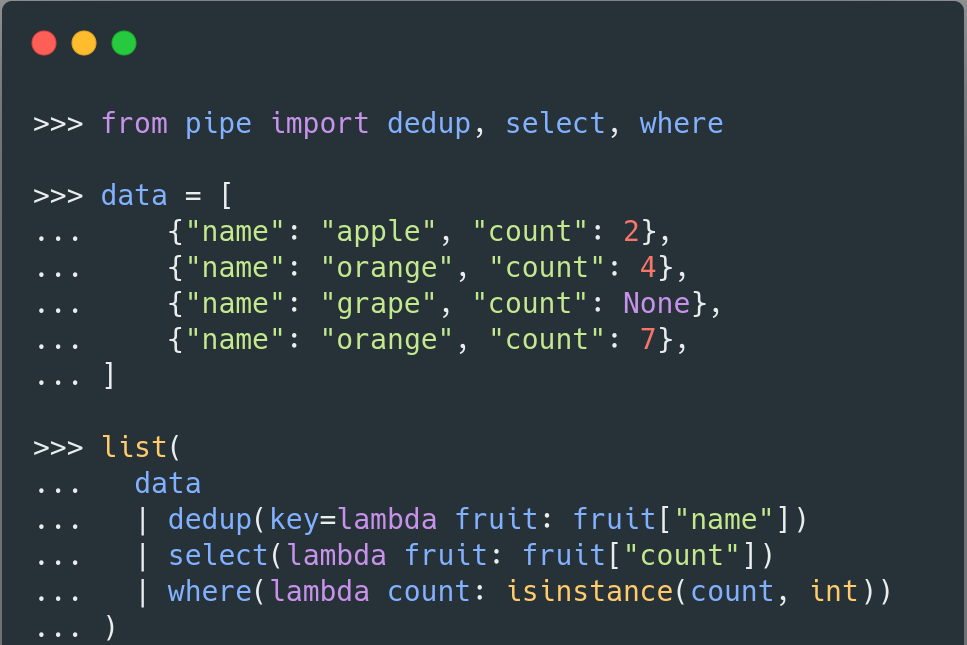 >>> from pipe import dedup, select, where
>>> data = [
...     {"name": "apple", "count": 2},
...     {"name": "orange", "count": 4},
...     {"name": "grape", "count": None},
...     {"name": "orange", "count": 7},
... ]
>>> list(
...   data
...   | dedup(key=lambda fruit: fruit["name"])
...   | select(lambda fruit: fruit["count"])
...   | where(lambda count: isinstance(count, int))
... )